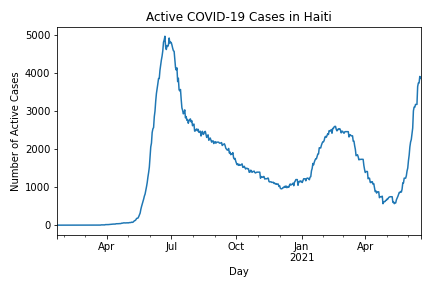 Active COVID-19 Cases in Haiti
Number of Active Cases
5000
4000
3000
2000
1000
0
Apr
Jul
Oct
Jan
2021
Apr
Day